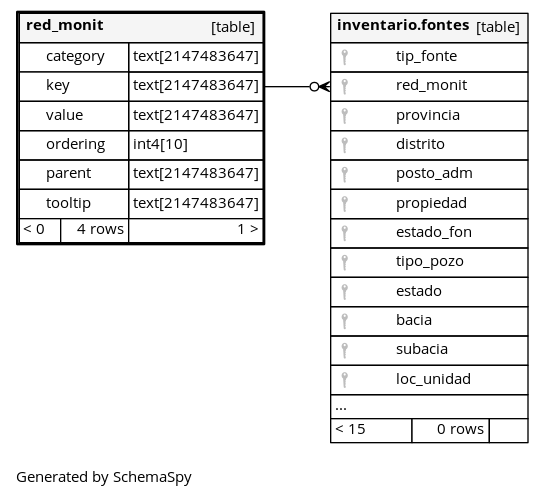 red_monit [table]
category text[2147483647]
key text[2147483647]
value text[2147483647]
ordering int4[10]
parent text[2147483647]
tooltip text[2147483647]
< 0 4 rows 1 >
inventario.fontes [table]
tip_fonte
red_monit
provincia
distrito
posto_adm
propiedad
estado_fon
tipo_pozo
estado
bacia
subacia
loc_unidad
...
< 15 0 rows
Generated by SchemaSpy